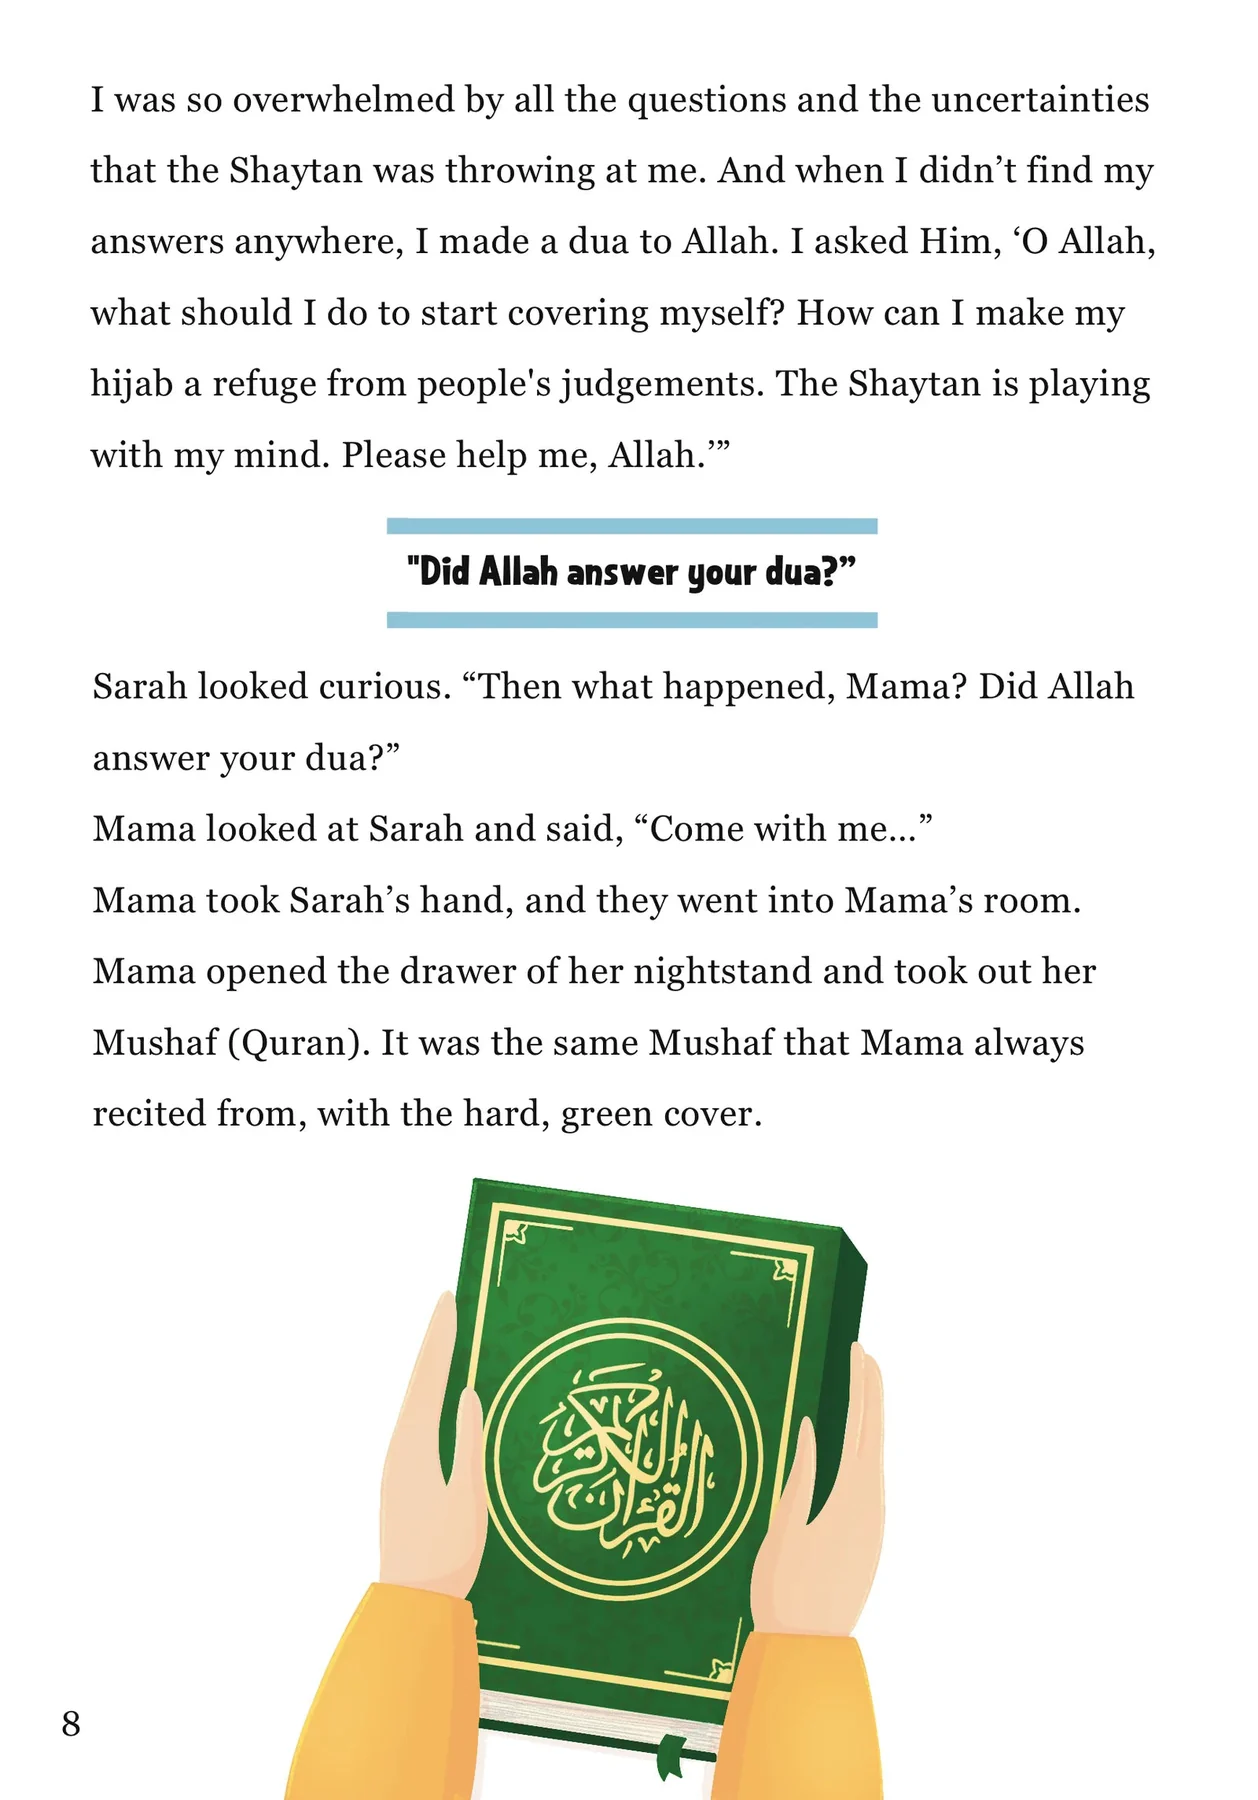 I was so overwhelmed by all the questions and the uncertainties
that the Shaytan was throwing at me. And when I didn’t find my
answers anywhere, I made a dua to Allah. I asked Him, ‘O Allah,
what should I do to start covering myself? How can I make my
hijab a refuge from people's judgements. The Shaytan is playing
with my mind. Please help me, Allah.’”
"Did Allah answer your dua?”
Sarah looked curious. “Then what happened, Mama? Did Allah
answer your dua?”
Mama looked at Sarah and said, “Come with me...”
Mama took Sarah’s hand, and they went into Mama’s room.
Mama opened the drawer of her nightstand and took out her
Mushaf (Quran). It was the same Mushaf that Mama always
recited from, with the hard, green cover.
القرآن الكريم
8